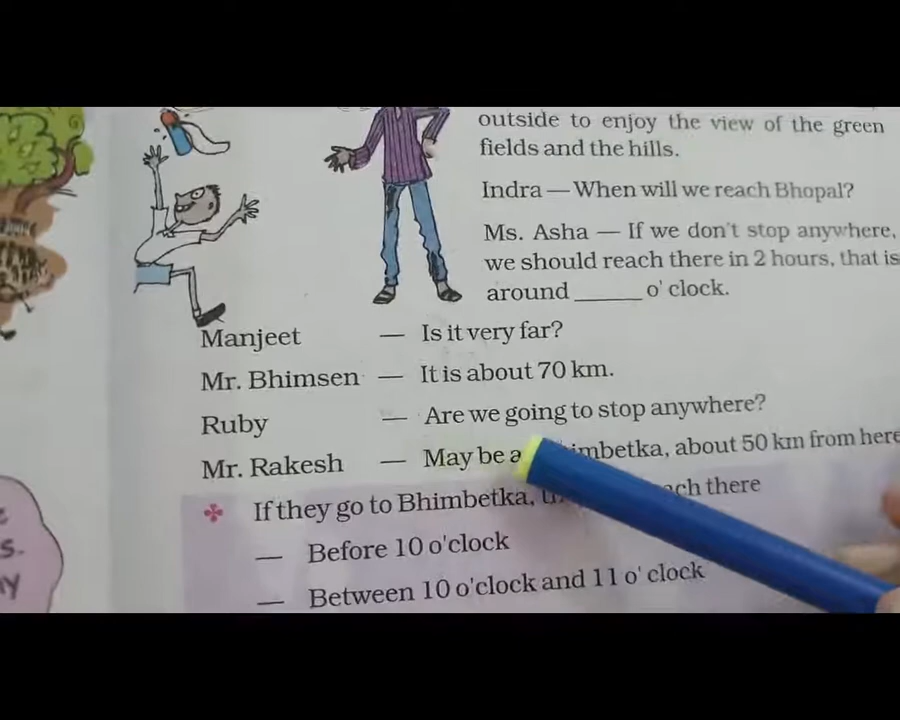 outside to enjoy the view of the green
fields and the hills.
Indra — When will we reach Bhopal?
Ms. Asha — If we don't stop anywhere,
we should reach there in 2 hours, that is
around _____ o' clock.
Manjeet — Is it very far?
Mr. Bhimsen — It is about 70 km.
Ruby — Are we going to stop anywhere?
Mr. Rakesh — May be a himbetka, about 50 km from here
If they go to Bhimbetka, there
— Before 10 o'clock
— Between 10 o'clock and 11 o' clock
s.